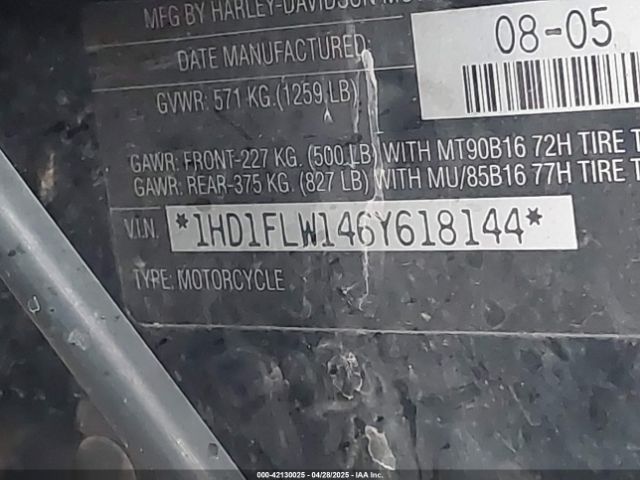 MFG BY HARLEY-DAVIDSON
DATE MANUFACTURED:
08-05
GVWR: 571 KG.(1259 LB)
GAWR: FRONT-227 KG. (500 LB) WITH MT90B16 72H TIRE
GAWR: REAR-375 KG. (827 LB) WITH MU/85B16 77H TIRE
V.I.N. *1HD1FLW146Y618144*
TYPE: MOTORCYCLE
000-42130025 - 04/28/2025 - IAA Inc.